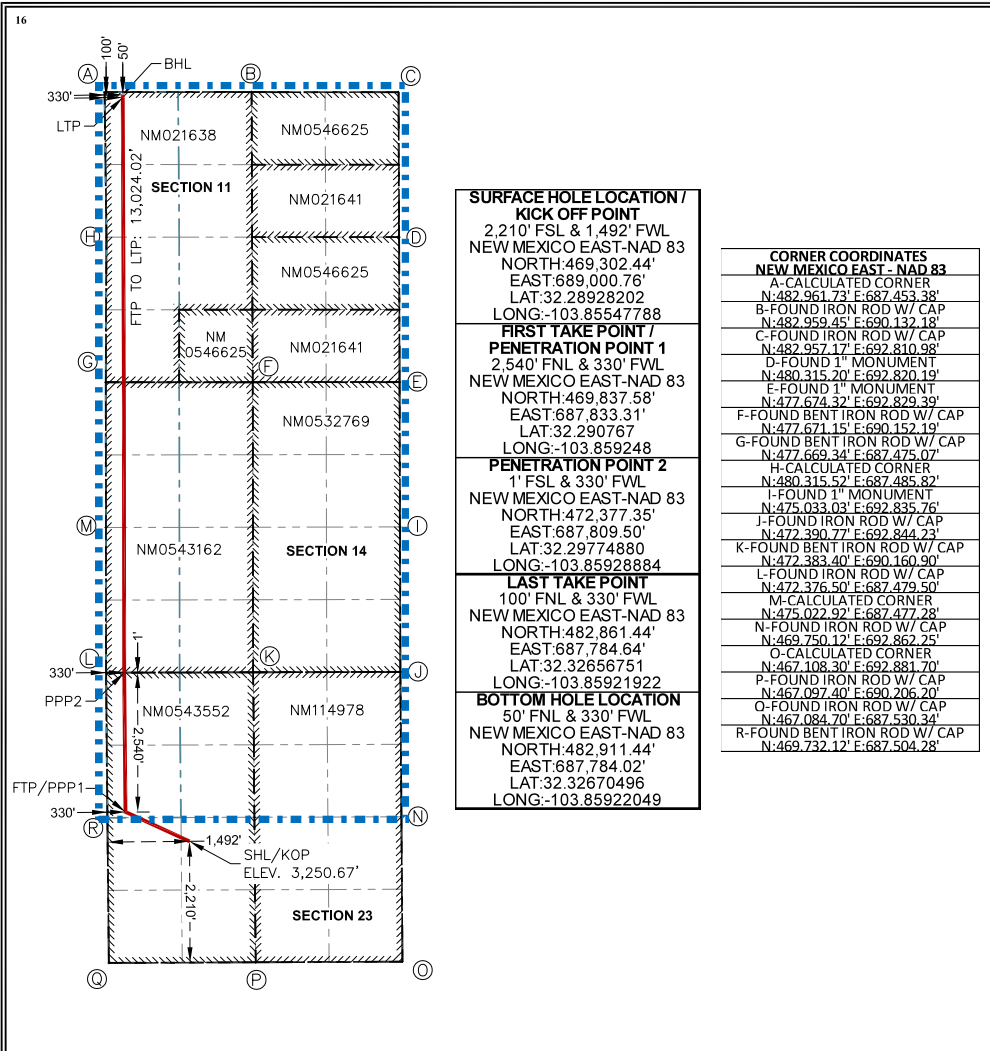 16
100'
50'
A
BHL
B
C
330'
LTP
NM021638
NM0546625
SECTION 11
NM021641
FTP TO LTP: 13,024.02'
H
D
NM0546625
NM
0546625
NM021641
G
F
E
NM0532769
M
I
NM0543162
SECTION 14
1'
L
K
J
330'
PPP2
NM0543552
NM114978
2,540'
FTP/PPP1
330'
R
N
1,492'
SHL/KOP
ELEV. 3,250.67'
2,210'
SECTION 23
Q
P
O
SURFACE HOLE LOCATION /
KICK OFF POINT
2,210' FSL & 1,492' FWL
NEW MEXICO EAST-NAD 83
NORTH:469,302.44'
EAST:689,000.76'
LAT:32.28928202
LONG:-103.85547788
FIRST TAKE POINT /
PENETRATION POINT 1
2,540' FNL & 330' FWL
NEW MEXICO EAST-NAD 83
NORTH:469,837.58'
EAST:687,833.31'
LAT:32.290767
LONG:-103.859248
PENETRATION POINT 2
1' FSL & 330' FWL
NEW MEXICO EAST-NAD 83
NORTH:472,377.35'
EAST:687,809.50'
LAT:32.29774880
LONG:-103.85928884
LAST TAKE POINT
100' FNL & 330' FWL
NEW MEXICO EAST-NAD 83
NORTH:482,861.44'
EAST:687,784.64'
LAT:32.32656751
LONG:-103.85921922
BOTTOM HOLE LOCATION
50' FNL & 330' FWL
NEW MEXICO EAST-NAD 83
NORTH:482,911.44'
EAST:687,784.02'
LAT:32.32670496
LONG:-103.85922049
CORNER COORDINATES
NEW MEXICO EAST - NAD 83
A-CALCULATED CORNER
N:482,961.73' E:687,453.38'
B-FOUND IRON ROD W/ CAP
N:482,959.45' E:690,132.18'
C-FOUND IRON ROD W/ CAP
N:482,957.17' E:692,810.98'
D-FOUND 1" MONUMENT
N:480,315.20' E:692,820.19'
E-FOUND 1" MONUMENT
N:477,674.32' E:692,829.39'
F-FOUND BENT IRON ROD W/ CAP
N:477,671.15' E:690,152.19'
G-FOUND BENT IRON ROD W/ CAP
N:477,669.34' E:687,475.07'
H-CALCULATED CORNER
N:480,315.52' E:687,485.82'
I-FOUND 1" MONUMENT
N:475,033.03' E:692,835.76'
J-FOUND IRON ROD W/ CAP
N:472,390.77' E:692,844.23'
K-FOUND BENT IRON ROD W/ CAP
N:472,383.40' E:690,160.90'
L-FOUND IRON ROD W/ CAP
N:472,376.50' E:687,479.50'
M-CALCULATED CORNER
N:475,022.92' E:687,477.28'
N-FOUND IRON ROD W/ CAP
N:469,750.12' E:692,862.25'
O-CALCULATED CORNER
N:467,108.30' E:692,881.70'
P-FOUND IRON ROD W/ CAP
N:467,097.40' E:690,206.20'
Q-FOUND IRON ROD W/ CAP
N:467,084.70' E:687,530.34'
R-FOUND BENT IRON ROD W/ CAP
N:469,732.12' E:687,504.28'